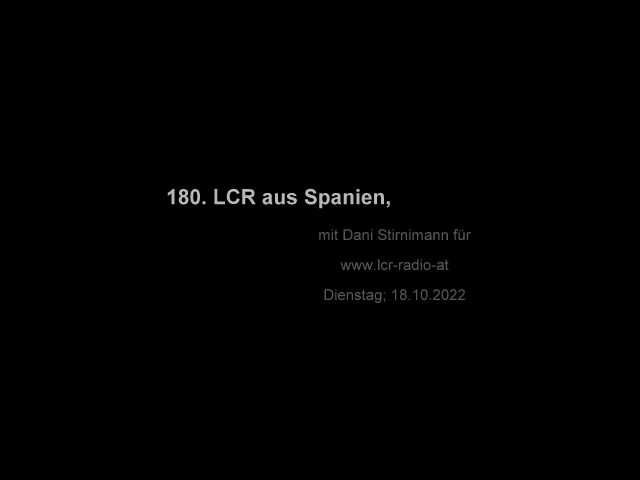 180. LCR aus Spanien,
mit Dani Stirnimann für
www.lcr-radio-at
Dienstag; 18.10.2022